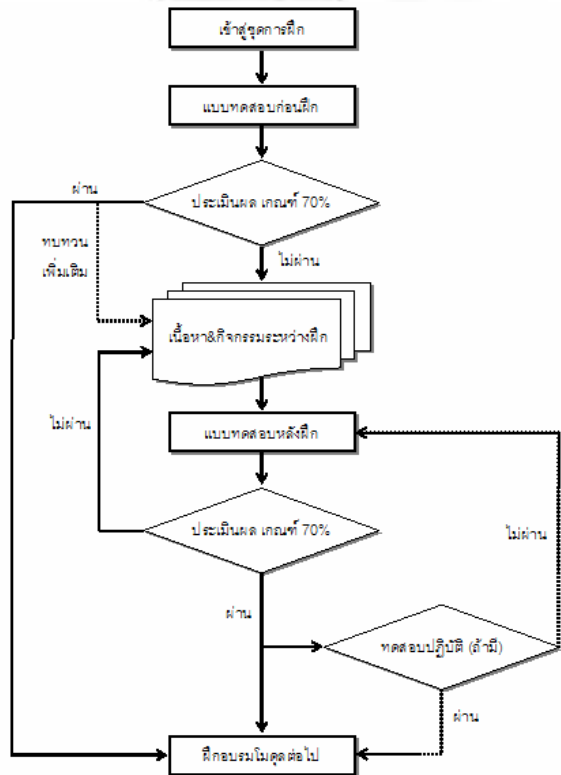 เข้าสู่ชุดการฝึก
แบบทดสอบก่อนฝึก
ผ่าน
ประเมินผล เกณฑ์ 70%
ทบทวน
เพิ่มเติม
ไม่ผ่าน
เนื้อหา&กิจกรรมระหว่างฝึก
ไม่ผ่าน
แบบทดสอบหลังฝึก
ประเมินผล เกณฑ์ 70%
ไม่ผ่าน
ผ่าน
ทดสอบปฏิบัติ (ถ้ามี)
ผ่าน
ฝึกอบรมโมดูลต่อไป